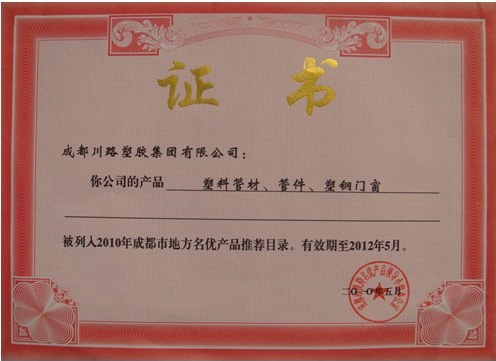 证书
成都川路塑胶集团有限公司：
你公司的产品 塑料管材、管件、塑钢门窗
被列入2010年成都市地方名优产品推荐目录。有效期至2012年5月。
二〇一〇年五月